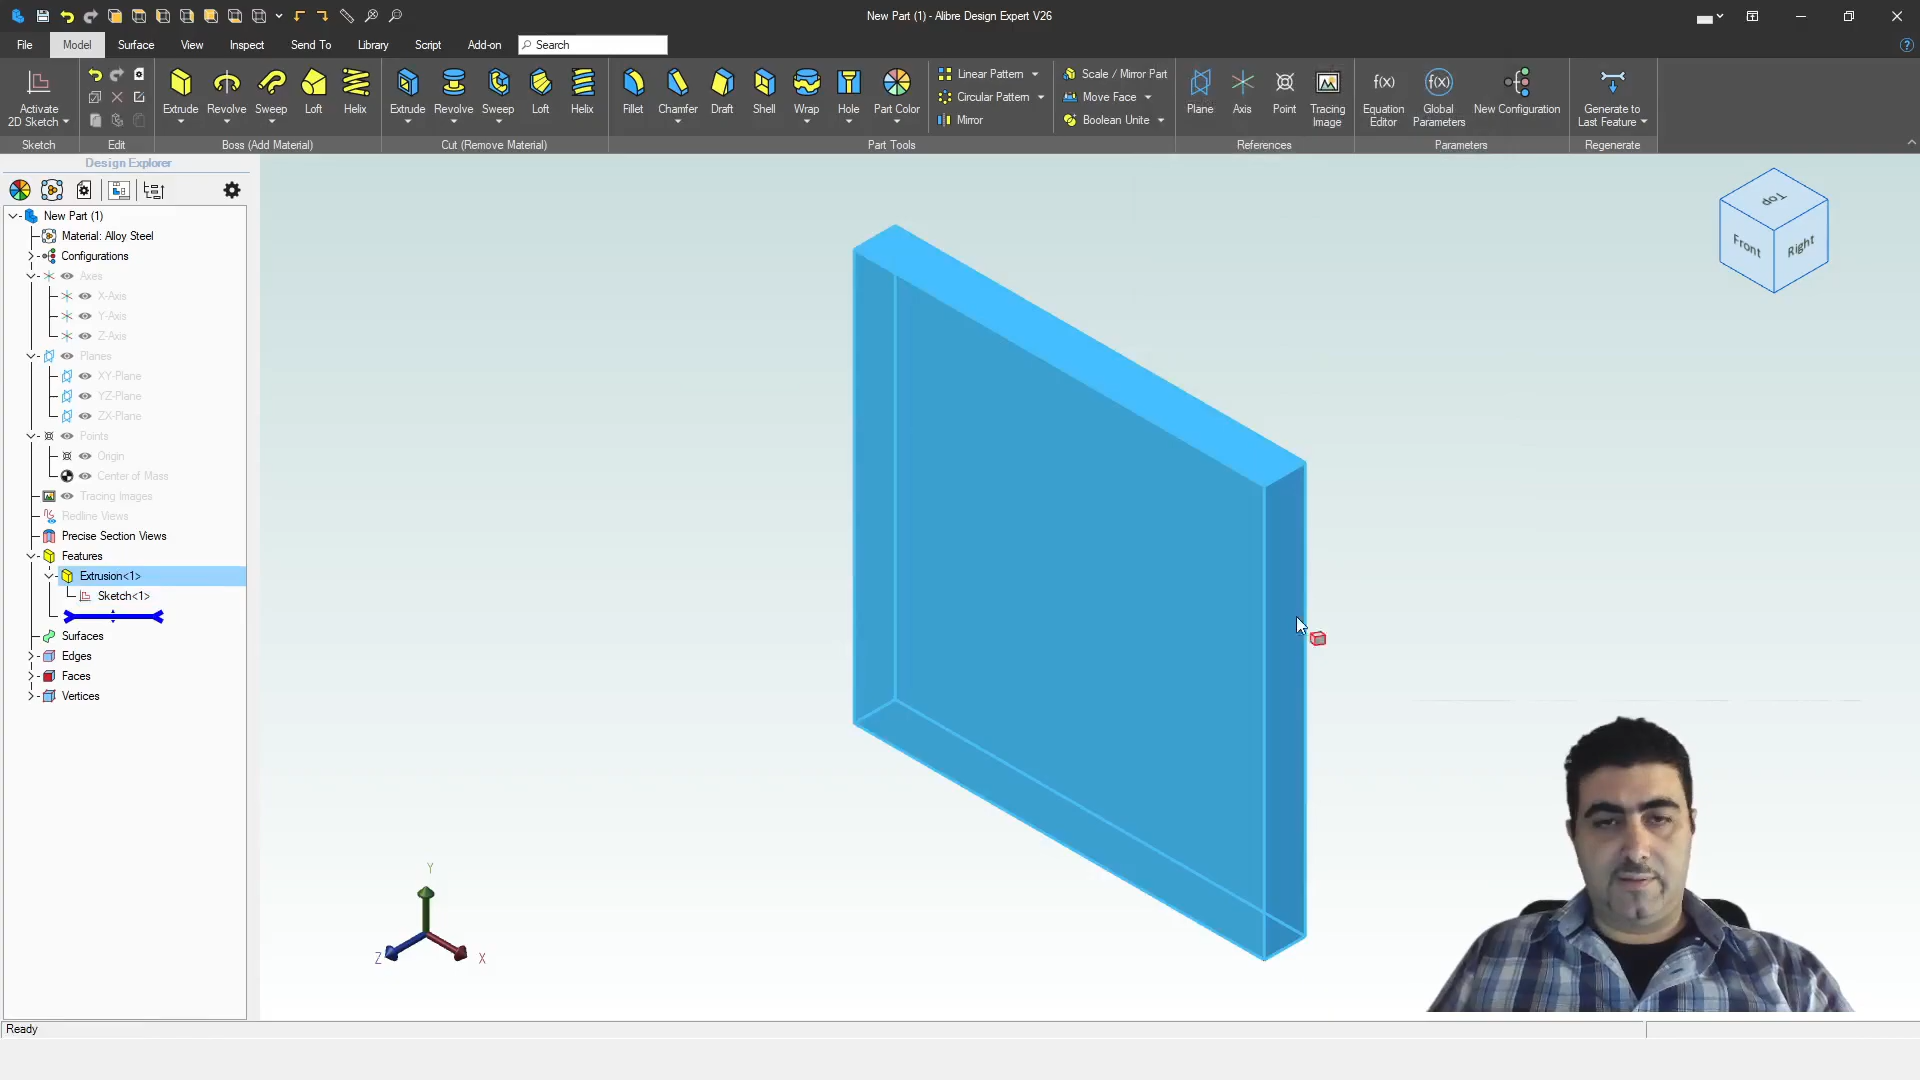 New Part (1) - Alibre Design Expert V26
File Model Surface View Inspect Send To Library Script Add-on Search
Activate
2D Sketch
Extrude Revolve Sweep Loft Helix
Extrude Revolve Sweep Loft Helix
Fillet Chamfer Draft Shell Wrap Hole Part Color
Linear Pattern
Circular Pattern
Mirror
Scale / Mirror Part
Move Face
Boolean Unite
Plane Axis Point Tracing
Image
f(x) Equation
Editor
f(x) Global
Parameters
New Configuration
Generate to
Last Feature
Sketch Edit Boss (Add Material) Cut (Remove Material) Part Tools References Parameters Regenerate
Design Explorer
New Part (1)
Material: Alloy Steel
Configurations
Axes
X-Axis
Y-Axis
Z-Axis
Planes
XY-Plane
YZ-Plane
ZX-Plane
Points
Origin
Center of Mass
Tracing Images
Redline Views
Precise Section Views
Features
Extrusion<1>
Sketch<1>
Surfaces
Edges
Faces
Vertices
Top
Front Right
Y
Z X
Ready